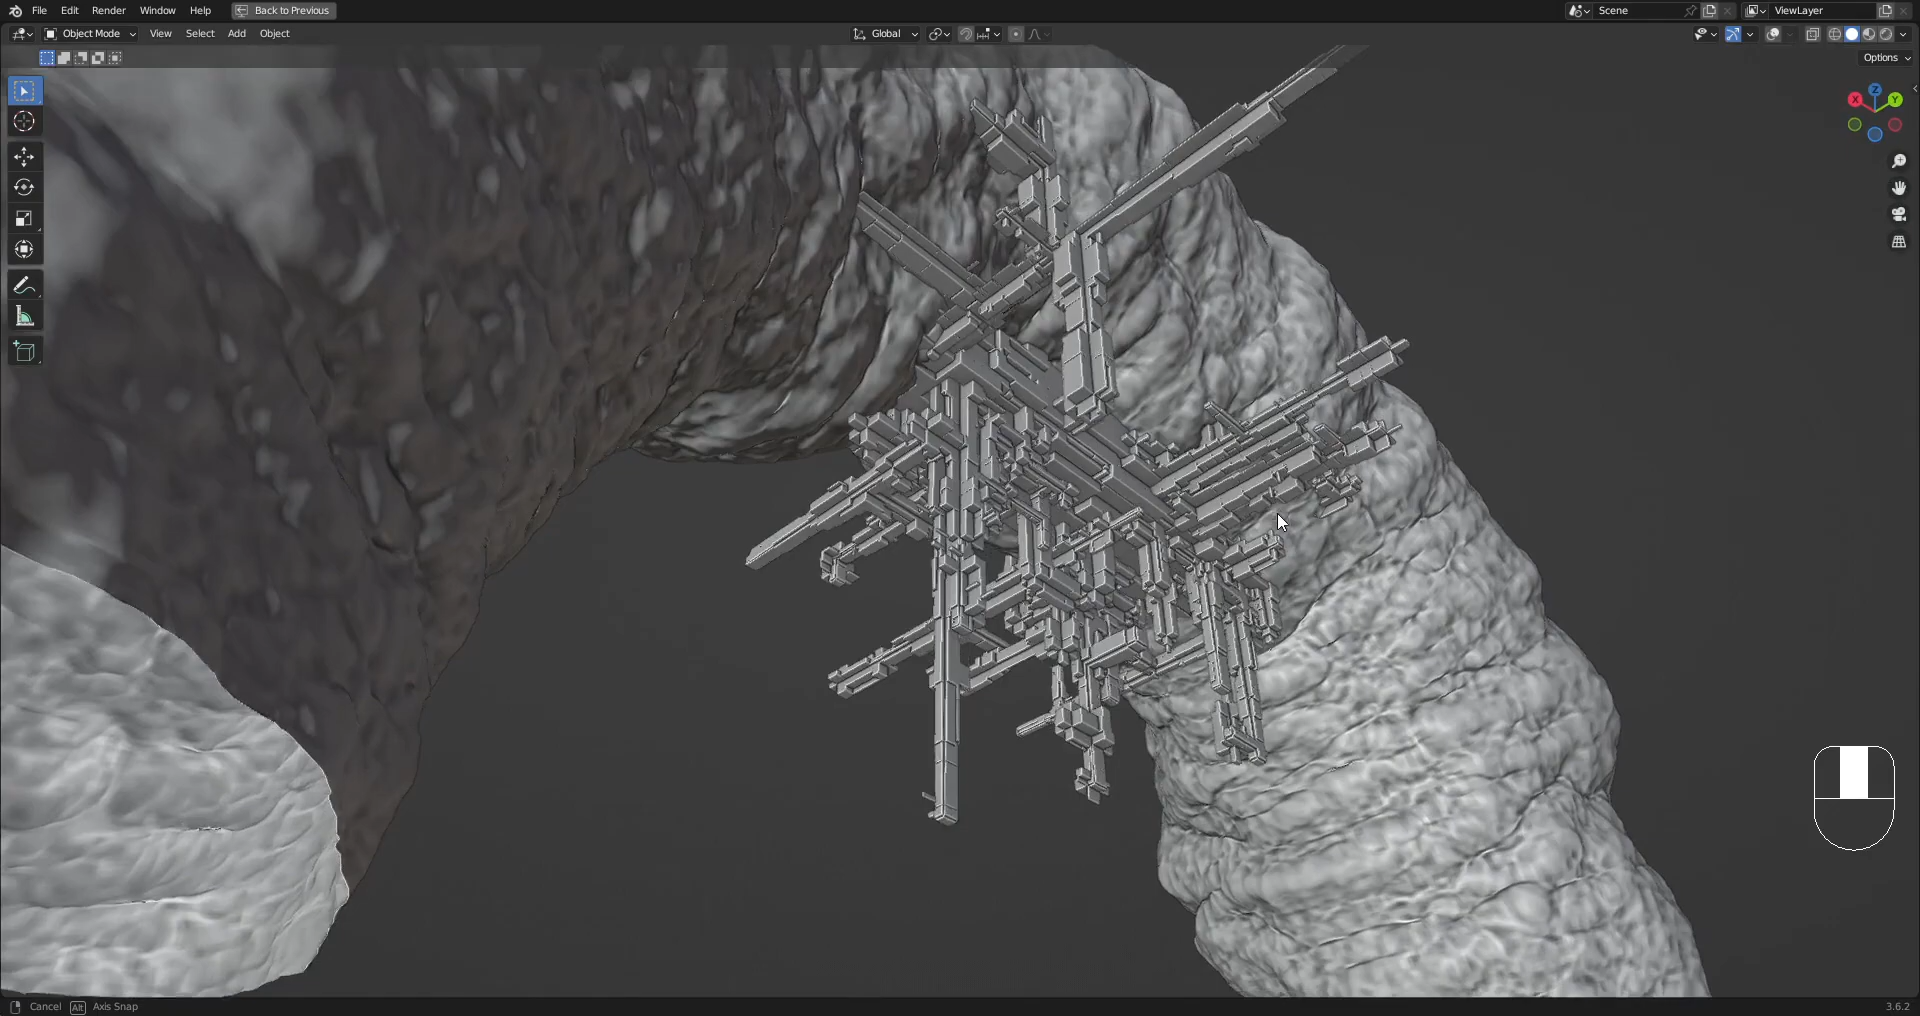 File Edit Render Window Help Back to Previous Scene ViewLayer
Object Mode View Select Add Object Global
Options
Z
X Y
Cancel Alt Axis Snap 3.6.2